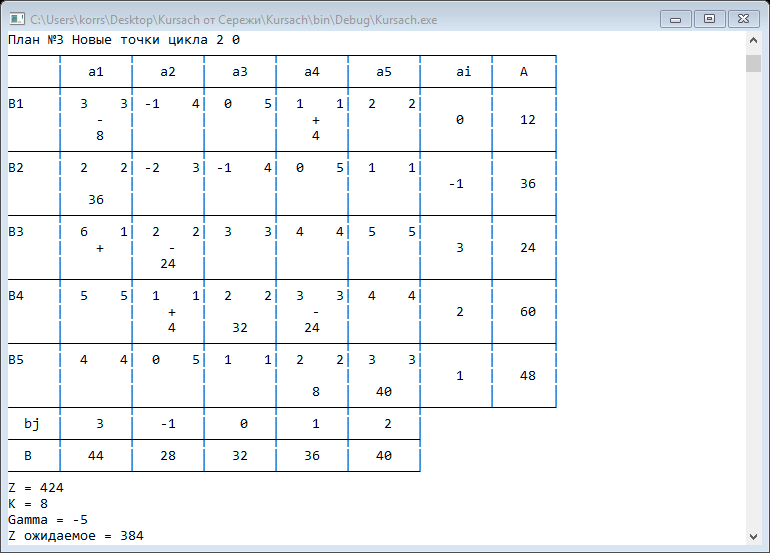 C:\Users\korrs\Desktop\Kursach от Сережи\Kursach\bin\Debug\Kursach.exe
План №3 Новые точки цикла 2 0
a1 a2 a3 a4 a5 ai A
B1 3 3 -1 4 0 5 1 1 2 2
- + 0 12
8 4
B2 2 2 -2 3 -1 4 0 5 1 1
-1 36
36
B3 6 1 2 2 3 3 4 4 5 5
+ - 3 24
24
B4 5 5 1 1 2 2 3 3 4 4
+ - 2 60
4 32 24
B5 4 4 0 5 1 1 2 2 3 3
1 48
8 40
bj 3 -1 0 1 2
B 44 28 32 36 40
Z = 424
K = 8
Gamma = -5
Z ожидаемое = 384